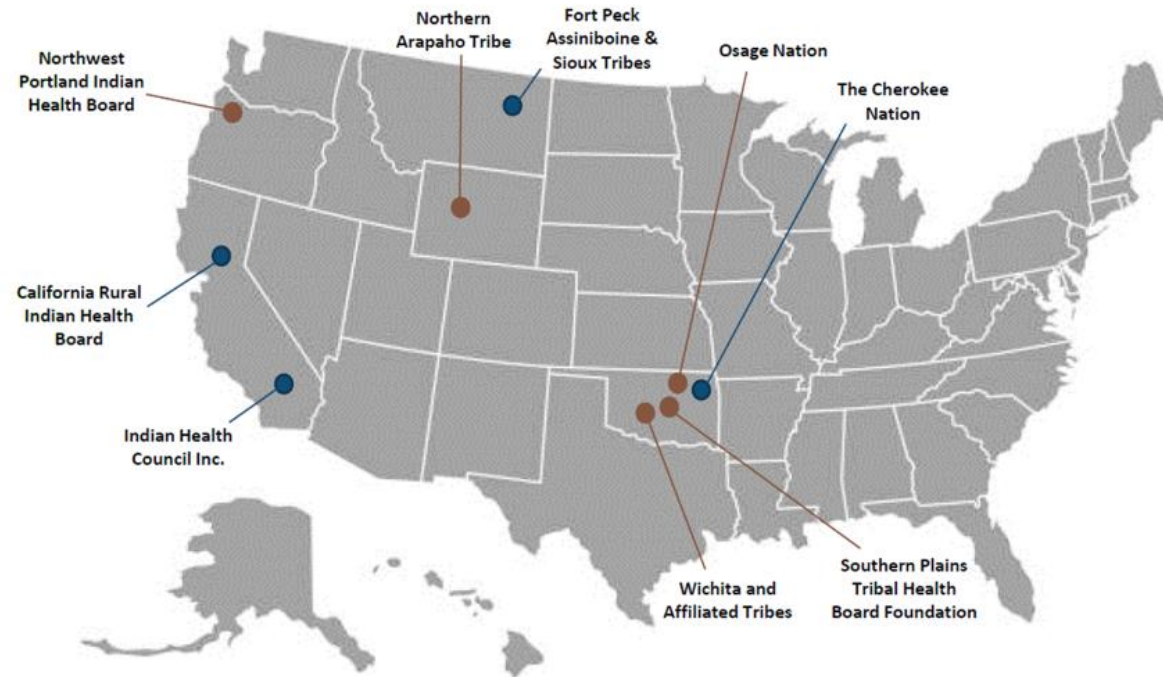 Northern
Arapaho Tribe
Fort Peck
Assiniboine &
Sioux Tribes
Osage Nation
Northwest
Portland Indian
Health Board
The Cherokee
Nation
California Rural
Indian Health
Board
Indian Health
Council Inc.
Wichita and
Affiliated Tribes
Southern Plains
Tribal Health
Board Foundation